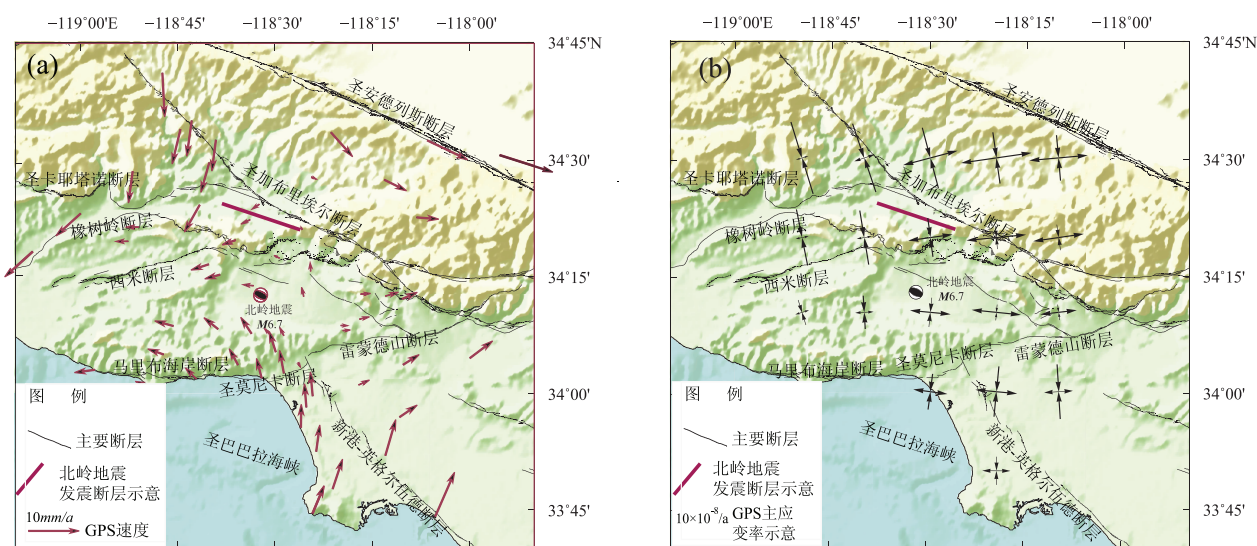 −119°00'E −118°45' −118°30' −118°15' −118°00'
(a)
圣安德列斯断层
圣卡耶塔诺断层
圣加布里埃尔断层
橡树岭断层
西米断层
北岭地震
M6.7
雷蒙德山断层
马里布海岸断层
圣莫尼卡断层
圣巴巴拉海峡
新港-英格尔伍德断层
图 例
主要断层
北岭地震
发震断层示意
10mm/a
GPS速度
34°45'N
34°30'
34°15'
34°00'
33°45'
−119°00'E −118°45' −118°30' −118°15' −118°00'
(b)
圣安德列斯断层
圣卡耶塔诺断层
圣加布里埃尔断层
橡树岭断层
西米断层
北岭地震
M6.7
雷蒙德山断层
圣莫尼卡断层
马里布海岸断层
圣巴巴拉海峡
新港-英格尔伍德断层
图 例
主要断层
北岭地震
发震断层示意
10×10⁻⁸/a GPS主应
变率示意
34°45'N
34°30'
34°15'
34°00'
33°45'